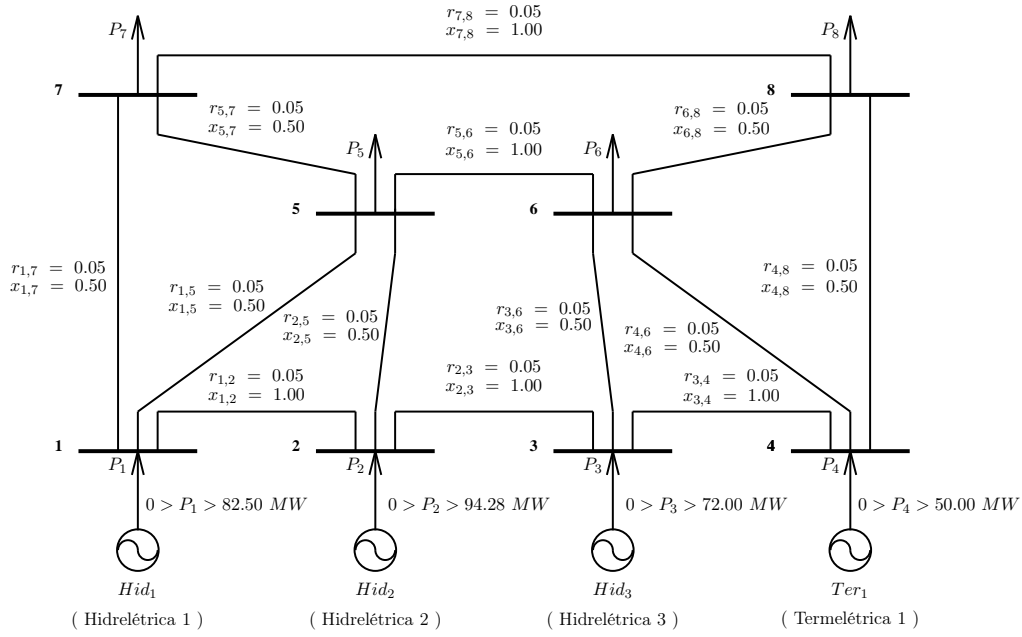 r7,8 = 0.05
x7,8 = 1.00
P7
P8
7
8
r5,7 = 0.05
x5,7 = 0.50
r5,6 = 0.05
x5,6 = 1.00
r6,8 = 0.05
x6,8 = 0.50
P5
P6
5
6
r1,7 = 0.05
x1,7 = 0.50
r1,5 = 0.05
x1,5 = 0.50
r2,5 = 0.05
x2,5 = 0.50
r3,6 = 0.05
x3,6 = 0.50
r4,6 = 0.05
x4,6 = 0.50
r4,8 = 0.05
x4,8 = 0.50
r1,2 = 0.05
x1,2 = 1.00
r2,3 = 0.05
x2,3 = 1.00
r3,4 = 0.05
x3,4 = 1.00
1
2
3
4
P1
P2
P3
P4
0 > P1 > 82.50 MW
0 > P2 > 94.28 MW
0 > P3 > 72.00 MW
0 > P4 > 50.00 MW
Hid1
Hid2
Hid3
Ter1
( Hidrelétrica 1 )
( Hidrelétrica 2 )
( Hidrelétrica 3 )
( Termelétrica 1 )